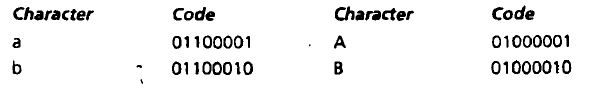 Character Code Character Code
a 01100001 A 01000001
b 01100010 B 01000010